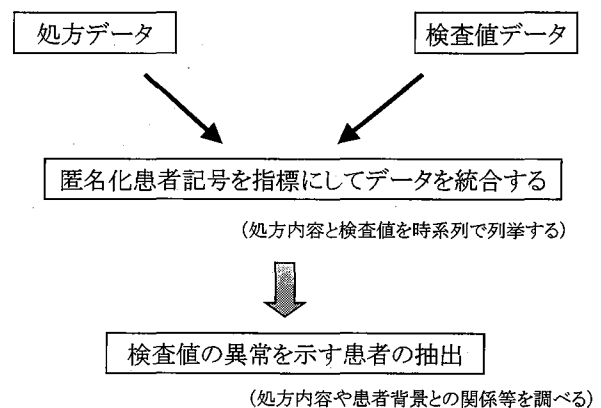 処方データ
検査値データ
匿名化患者記号を指標にしてデータを統合する
(処方内容と検査値を時系列で列挙する)
検査値の異常を示す患者の抽出
(処方内容や患者背景との関係等を調べる)